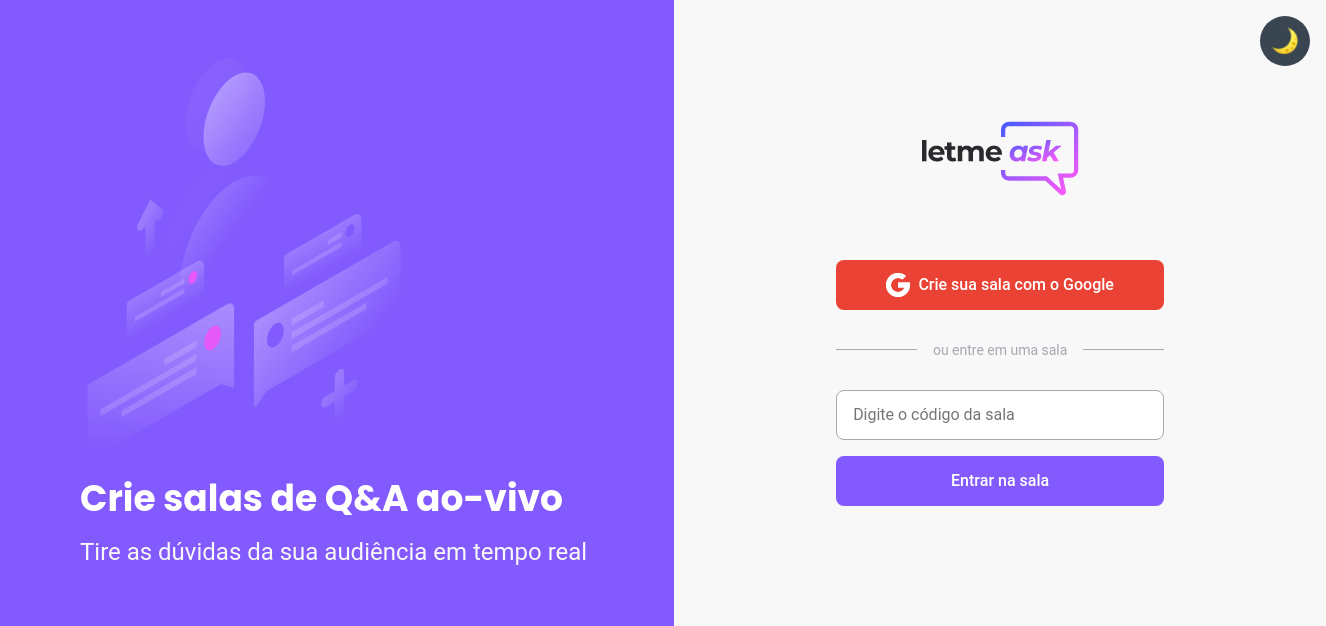 Crie salas de Q&A ao-vivo
Tire as dúvidas da sua audiência em tempo real
letme ask
Crie sua sala com o Google
ou entre em uma sala
Digite o código da sala
Entrar na sala